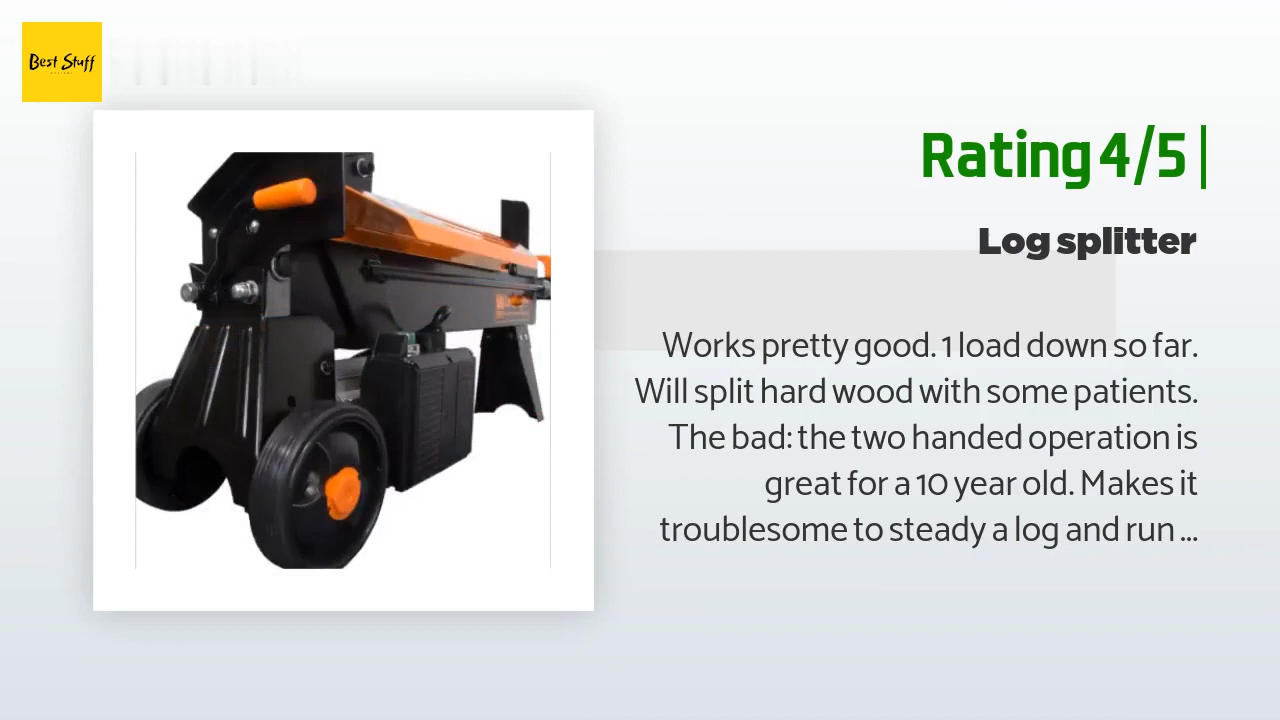 Best Stuff
Rating 4/5 |
Log splitter
Works pretty good. 1 load down so far.
Will split hard wood with some patients.
The bad: the two handed operation is
great for a 10 year old. Makes it
troublesome to steady a log and run ...